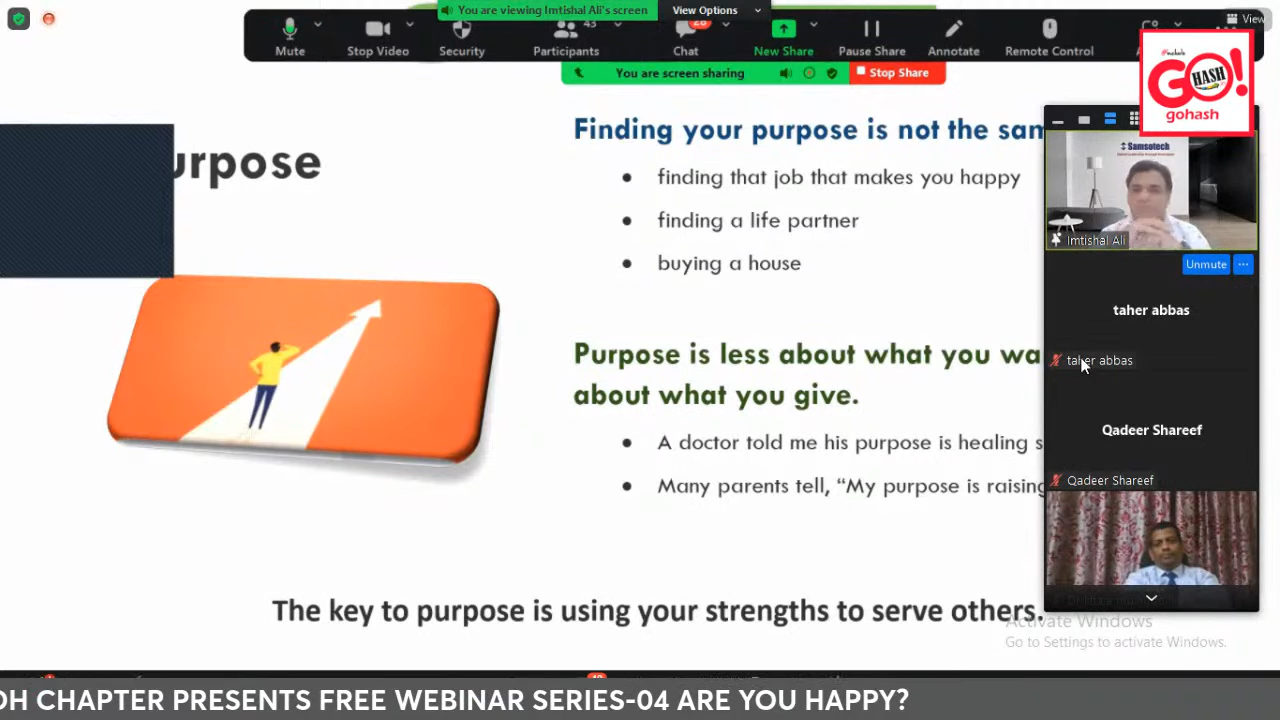 You are viewing Imtishal Ali's screen
View Options
View
Mute
Stop Video
Security
43
Participants
28
Chat
New Share
Pause Share
Annotate
Remote Control
You are screen sharing
Stop Share
GO!
HASH
gohash
urpose
Finding your purpose is not the sam
finding that job that makes you happy
finding a life partner
buying a house
Purpose is less about what you wa
about what you give.
A doctor told me his purpose is healing s
Many parents tell, “My purpose is raising
The key to purpose is using your strengths to serve others.
Samsotech
Imtishal Ali
Unmute
taher abbas
taher abbas
Qadeer Shareef
Qadeer Shareef
Activate Windows
Go to Settings to activate Windows.
OH CHAPTER PRESENTS FREE WEBINAR SERIES-04 ARE YOU HAPPY?